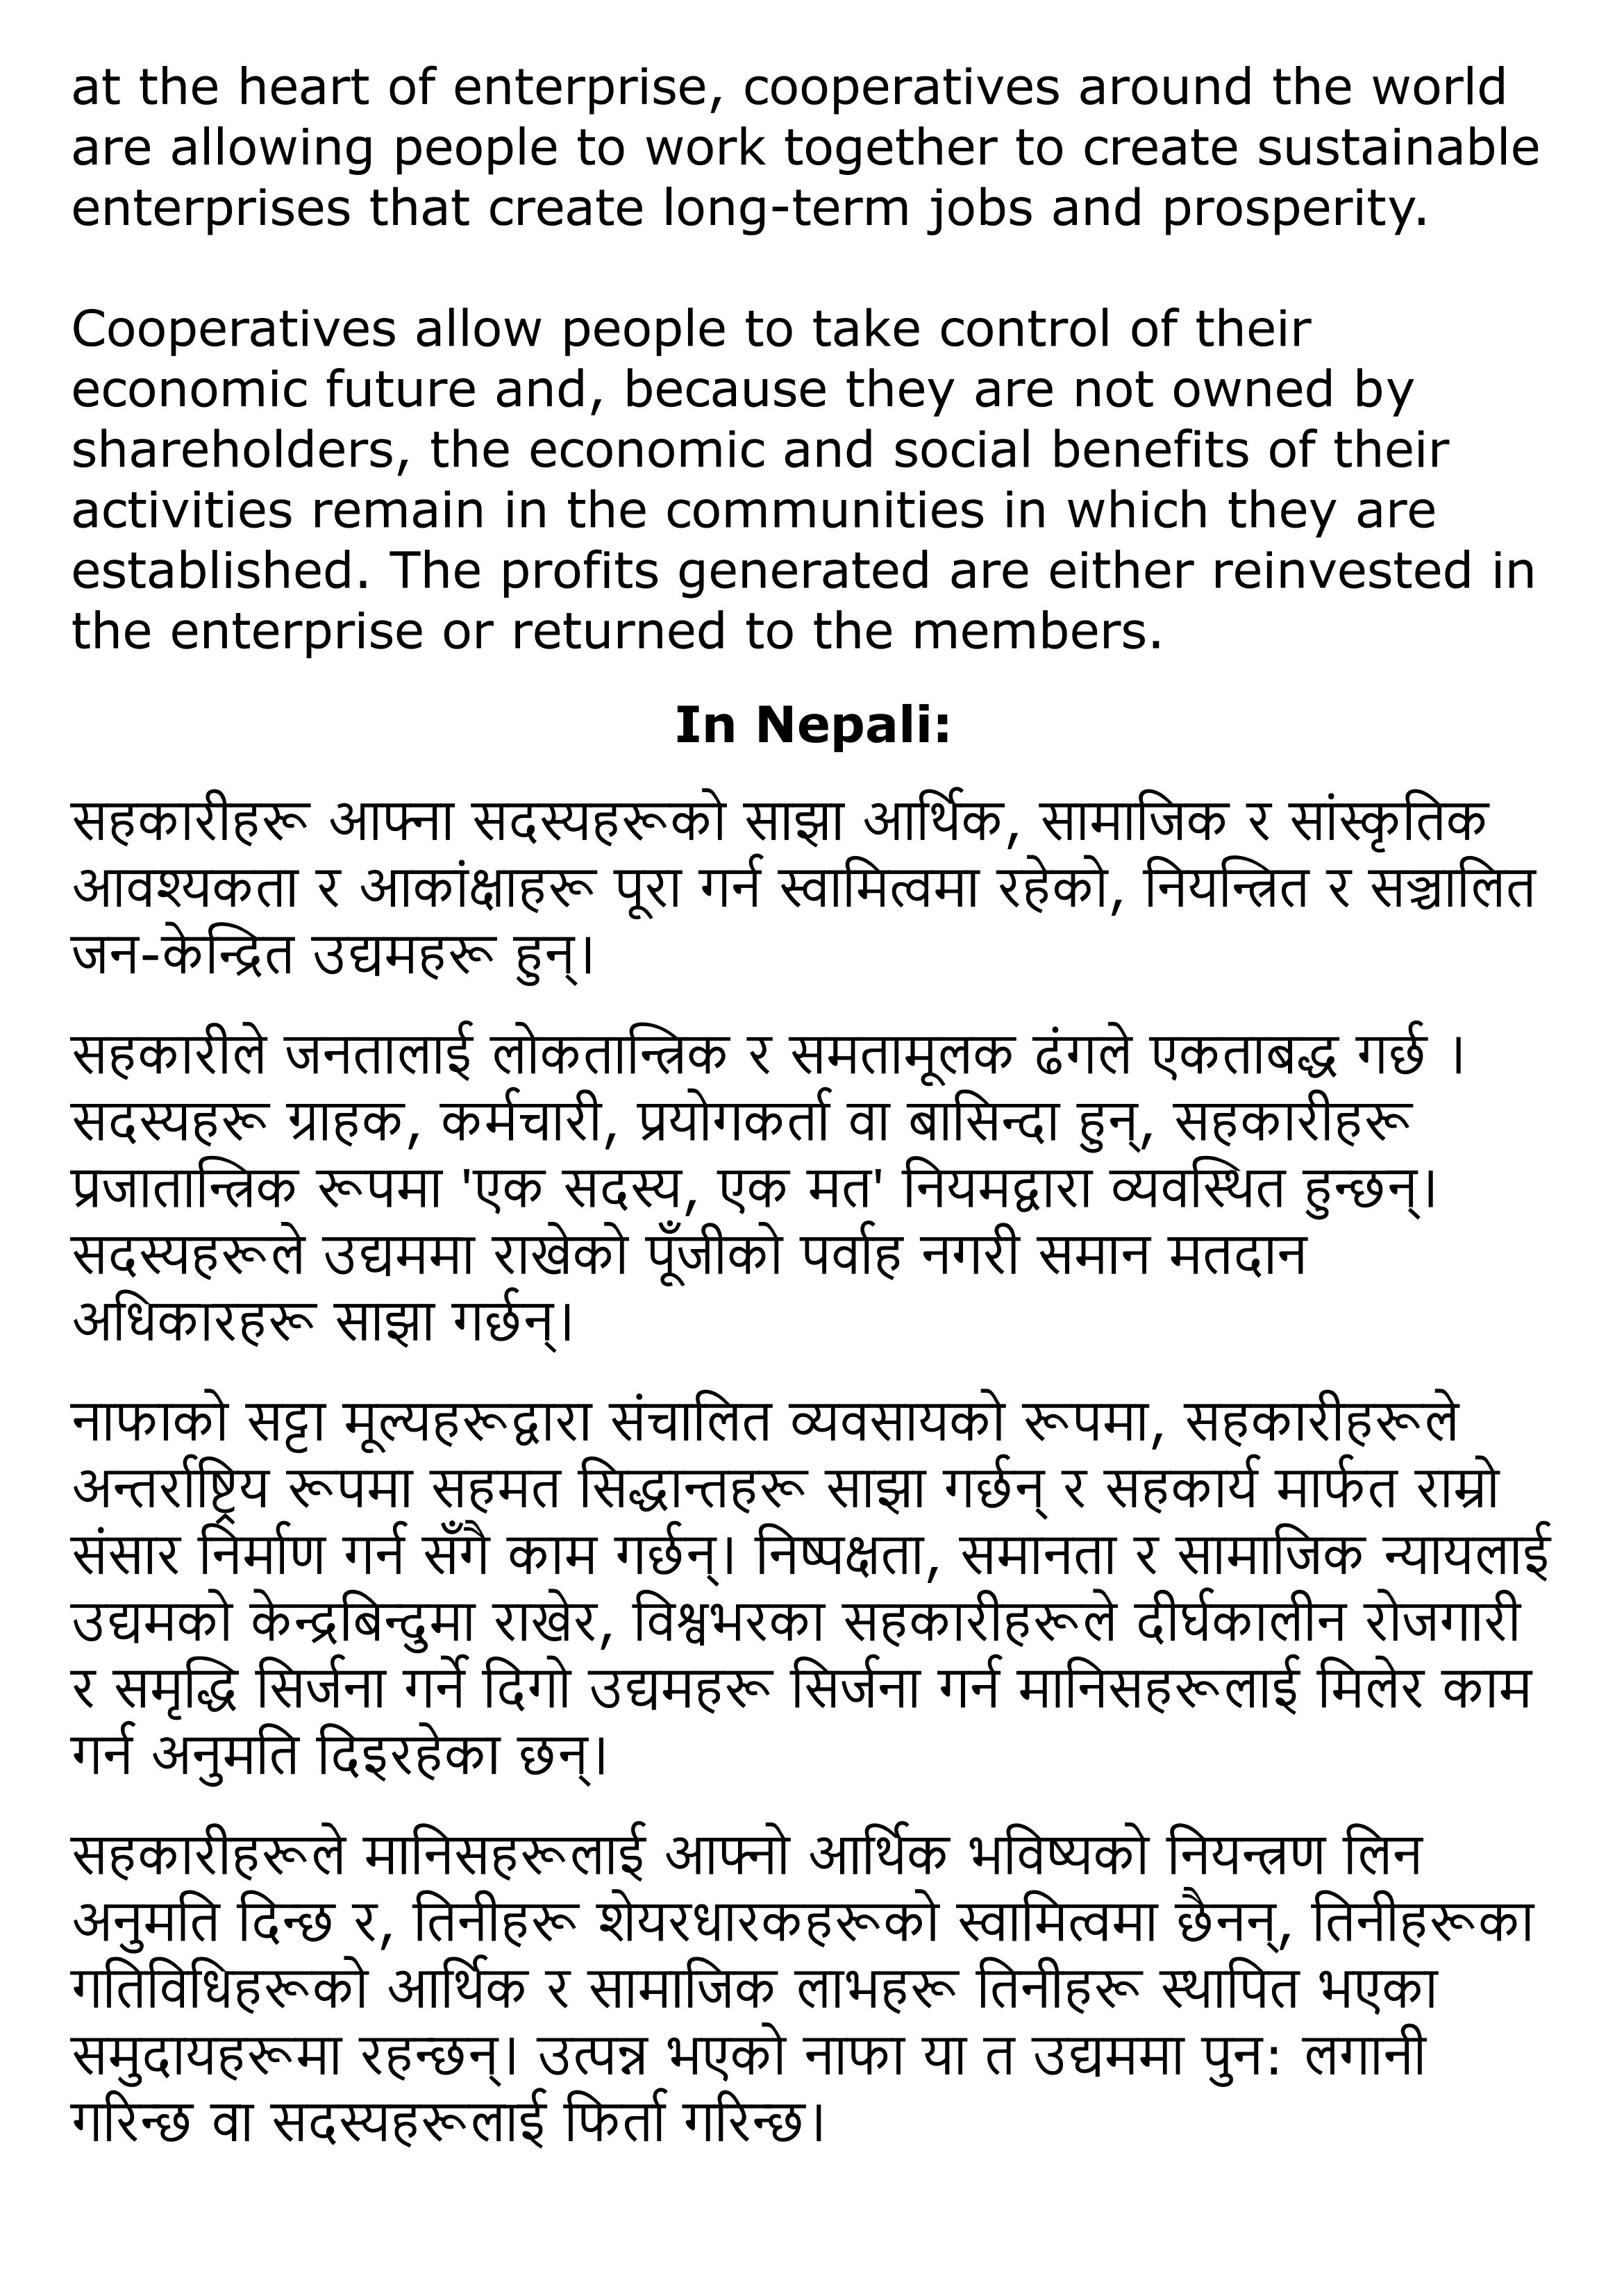 at the heart of enterprise, cooperatives around the world
are allowing people to work together to create sustainable
enterprises that create long-term jobs and prosperity.
Cooperatives allow people to take control of their
economic future and, because they are not owned by
shareholders, the economic and social benefits of their
activities remain in the communities in which they are
established. The profits generated are either reinvested in
the enterprise or returned to the members.
In Nepali:
सहकारीहरू आफ्ना सदस्यहरूको साझा आर्थिक, सामाजिक र सांस्कृतिक
आवश्यकता र आकांक्षाहरू पूरा गर्न स्वामित्वमा रहेको, नियन्त्रित र सञ्चालित
जन-केन्द्रित उद्यमहरू हुन्।
सहकारीले जनतालाई लोकतान्त्रिक र समतामूलक ढंगले एकताबद्ध गर्छ ।
सदस्यहरू ग्राहक, कर्मचारी, प्रयोगकर्ता वा बासिन्दा हुन्, सहकारीहरू
प्रजातान्त्रिक रूपमा 'एक सदस्य, एक मत' नियमद्वारा व्यवस्थित हुन्छन्।
सदस्यहरूले उद्यममा राखेको पूँजीको पर्वाह नगरी समान मतदान
अधिकारहरू साझा गर्छन्।
नाफाको सट्टा मूल्यहरूद्वारा संचालित व्यवसायको रूपमा, सहकारीहरूले
अन्तर्राष्ट्रिय रूपमा सहमत सिद्धान्तहरू साझा गर्छन् र सहकार्य मार्फत राम्रो
संसार निर्माण गर्न सँगै काम गर्छन्। निष्पक्षता, समानता र सामाजिक न्यायलाई
उद्यमको केन्द्रबिन्दुमा राखेर, विश्वभरका सहकारीहरूले दीर्घकालीन रोजगारी
र समृद्धि सिर्जना गर्ने दिगो उद्यमहरू सिर्जना गर्न मानिसहरूलाई मिलेर काम
गर्न अनुमति दिइरहेका छन्।
सहकारीहरूले मानिसहरूलाई आफ्नो आर्थिक भविष्यको नियन्त्रण लिन
अनुमति दिन्छ र, तिनीहरू शेयरधारकहरूको स्वामित्वमा छैनन्, तिनीहरूका
गतिविधिहरूको आर्थिक र सामाजिक लाभहरू तिनीहरू स्थापित भएका
समुदायहरूमा रहन्छन्। उत्पन्न भएको नाफा या त उद्यममा पुन: लगानी
गरिन्छ वा सदस्यहरूलाई फिर्ता गरिन्छ।